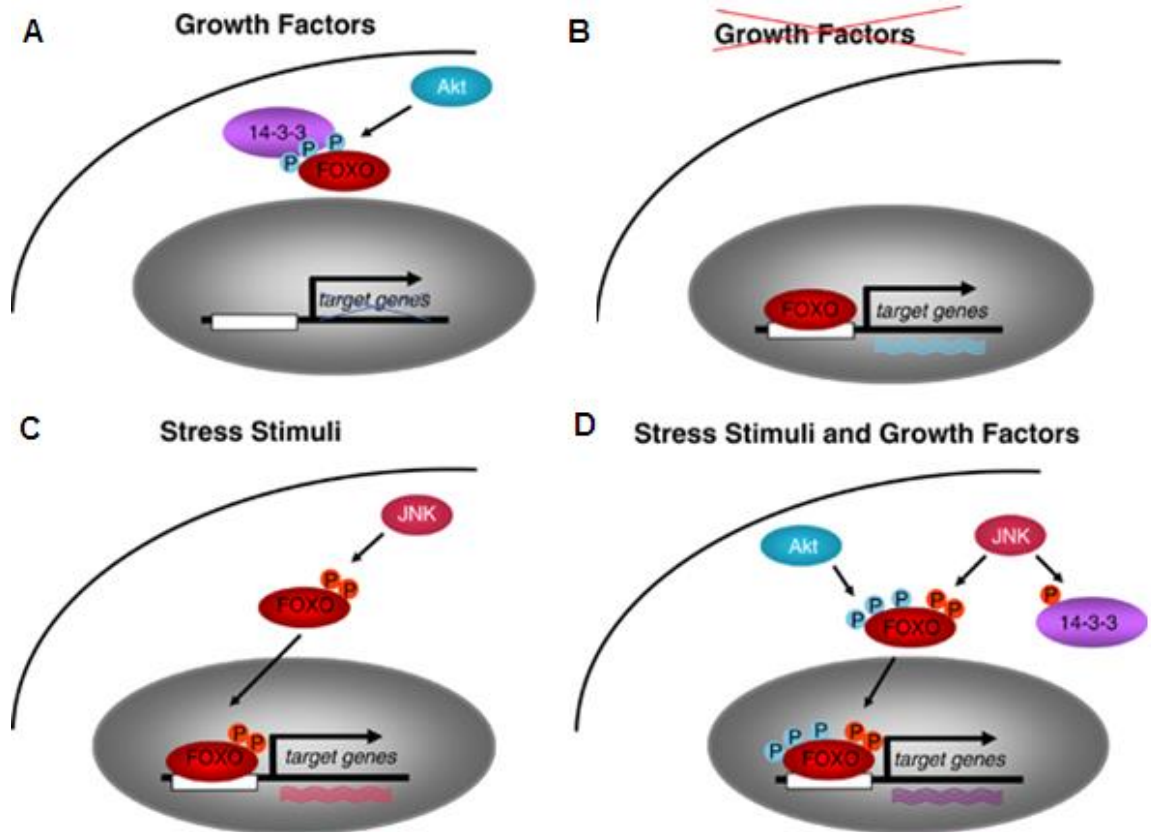 A
Growth Factors
Akt
14-3-3
P P P
FOXO
target genes
B
Growth Factors
FOXO
target genes
C
Stress Stimuli
JNK
P P
FOXO
P P
FOXO
target genes
D
Stress Stimuli and Growth Factors
Akt
JNK
P P P P P
FOXO
P
14-3-3
P P P P P
FOXO
target genes